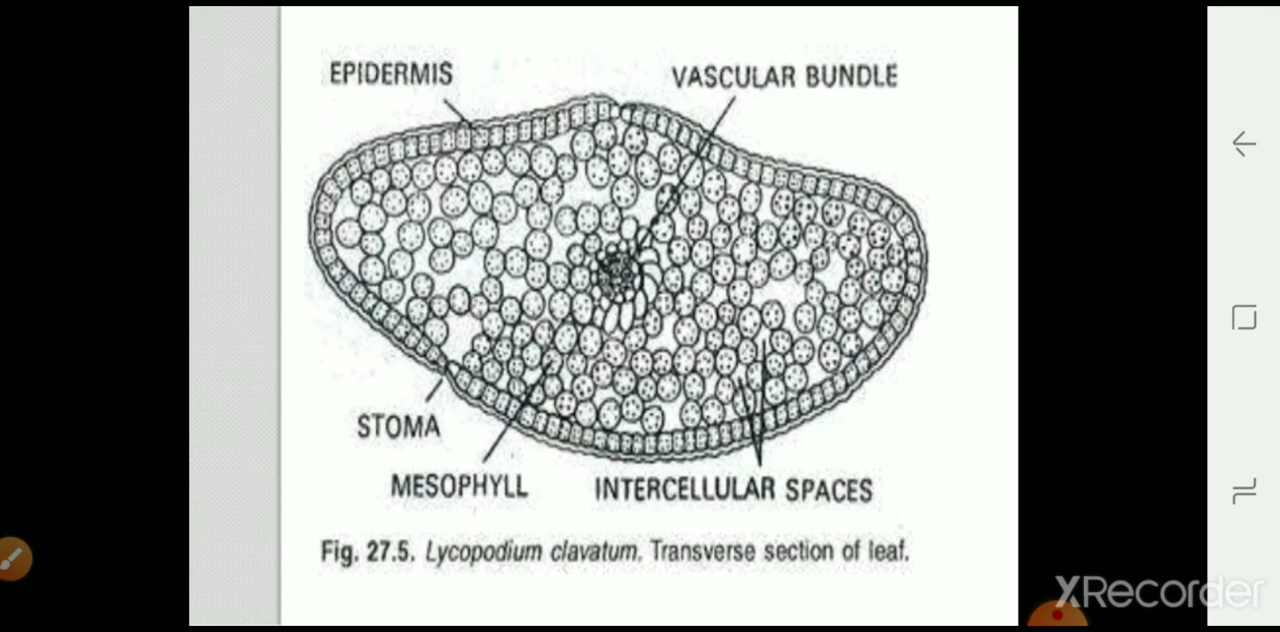 EPIDERMIS
VASCULAR BUNDLE
STOMA
MESOPHYLL
INTERCELLULAR SPACES
Fig. 27.5. Lycopodium clavatum. Transverse section of leaf.
XRecorder